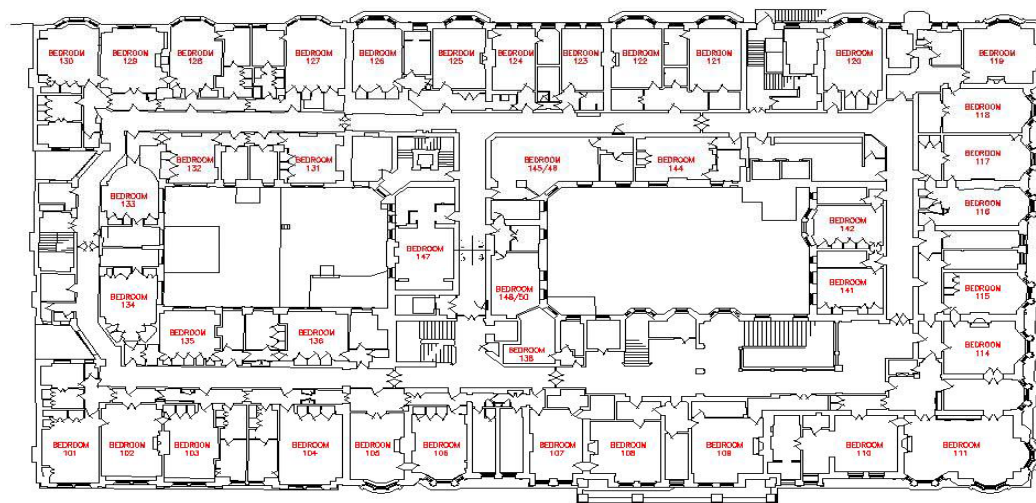 BEDROOM
130
BEDROOM
129
BEDROOM
128
BEDROOM
127
BEDROOM
126
BEDROOM
125
BEDROOM
124
BEDROOM
123
BEDROOM
122
BEDROOM
121
BEDROOM
120
BEDROOM
119
BEDROOM
118
BEDROOM
117
BEDROOM
116
BEDROOM
115
BEDROOM
114
BEDROOM
132
BEDROOM
131
BEDROOM
145/48
BEDROOM
144
BEDROOM
133
BEDROOM
142
BEDROOM
147
BEDROOM
141
BEDROOM
134
BEDROOM
148/50
BEDROOM
135
BEDROOM
136
BEDROOM
138
BEDROOM
101
BEDROOM
102
BEDROOM
103
BEDROOM
104
BEDROOM
105
BEDROOM
106
BEDROOM
107
BEDROOM
108
BEDROOM
109
BEDROOM
110
BEDROOM
111